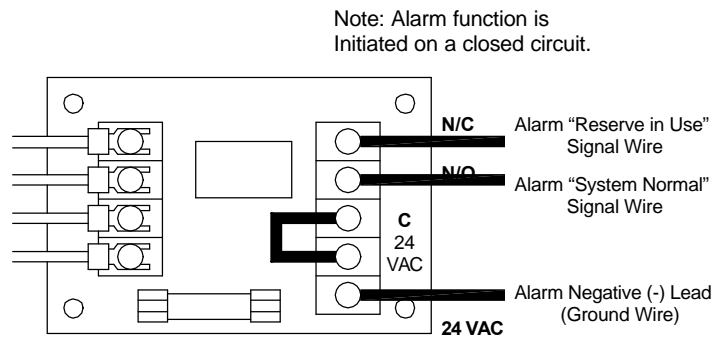 Note: Alarm function is
Initiated on a closed circuit.
N/C
Alarm “Reserve in Use”
Signal Wire
N/O
Alarm “System Normal”
Signal Wire
C
24
VAC
Alarm Negative (-) Lead
(Ground Wire)
24 VAC